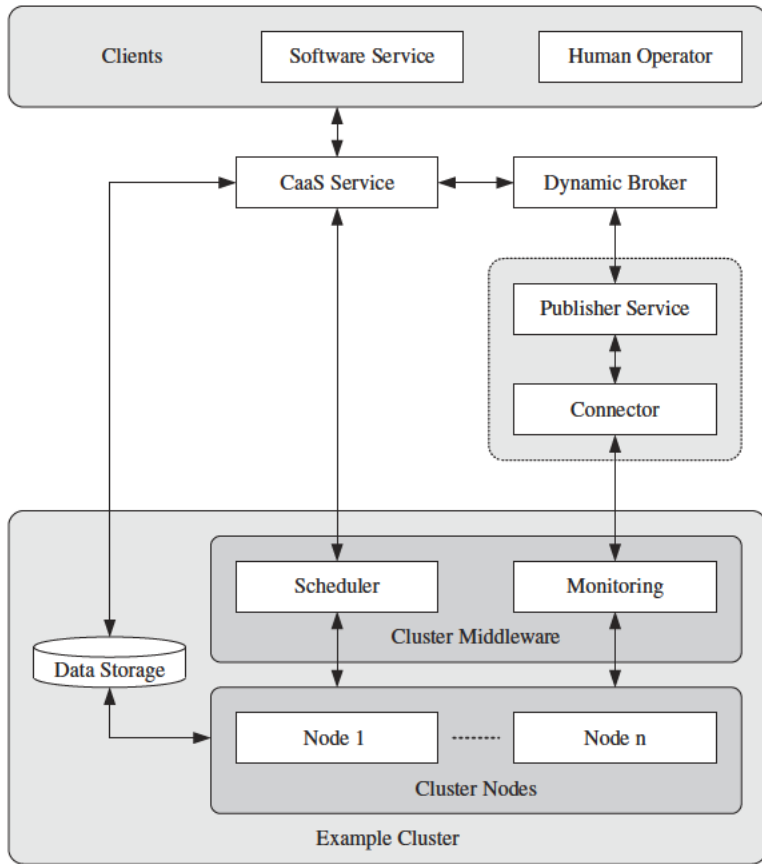 Clients
Software Service
Human Operator
CaaS Service
Dynamic Broker
Publisher Service
Connector
Scheduler
Monitoring
Cluster Middleware
Data Storage
Node 1
Node n
Cluster Nodes
Example Cluster